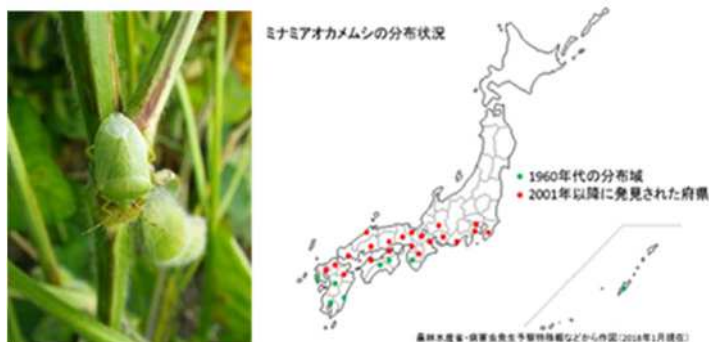 ミナミアオカメムシの分布状況
1960年代の分布域
2001年以降に発見された府県
農林水産省・病害虫発生予察特殊報などから作図(2018年1月現在)